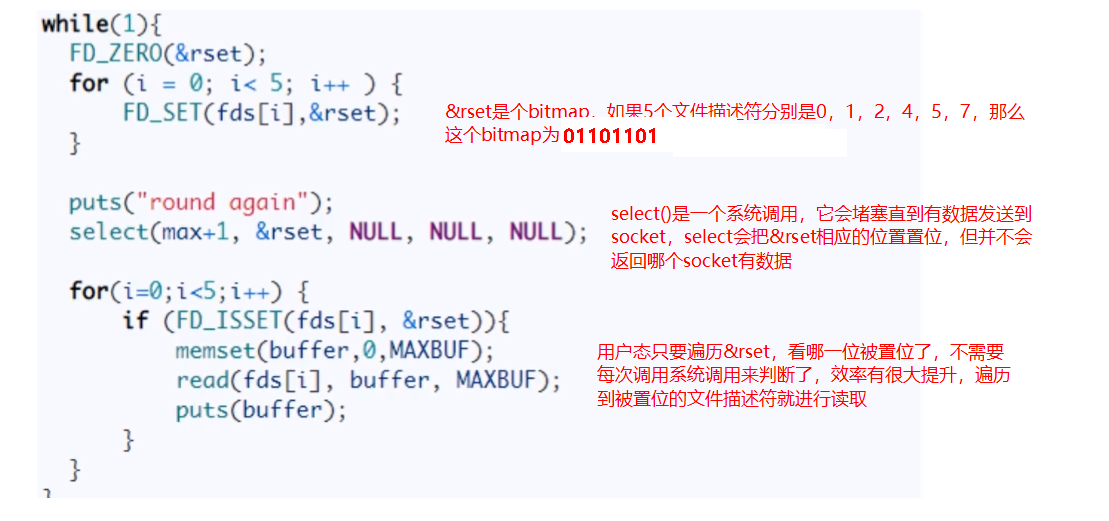 while(1){
FD_ZERO(&rset);
for (i = 0; i< 5; i++ ) {
FD_SET(fds[i],&rset);
}
&rset是个bitmap，如果5个文件描述符分别是0，1，2，4，5，7，那么
这个bitmap为01101101
puts("round again");
select(max+1, &rset, NULL, NULL, NULL);
select()是一个系统调用，它会堵塞直到有数据发送到
socket，select会把&rset相应的位置置位，但并不会
返回哪个socket有数据
for(i=0;i<5;i++) {
if (FD_ISSET(fds[i], &rset)){
memset(buffer,0,MAXBUF);
read(fds[i], buffer, MAXBUF);
puts(buffer);
}
}
用户态只要遍历&rset，看哪一位被置位了，不需要
每次调用系统调用来判断了，效率有很大提升，遍历
到被置位的文件描述符就进行读取